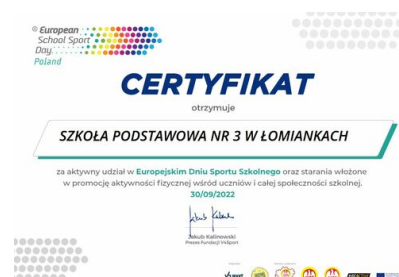 ® European
School Sport
Day
Poland
CERTYFIKAT
otrzymuje
SZKOŁA PODSTAWOWA NR 3 W ŁOMIANKACH
za aktywny udział w Europejskim Dniu Sportu Szkolnego oraz starania włożone
w promocję aktywności fizycznej wśród uczniów i całej społeczności szkolnej.
30/09/2022
Jakub Kalinowski
Prezes Fundacji V4Sport